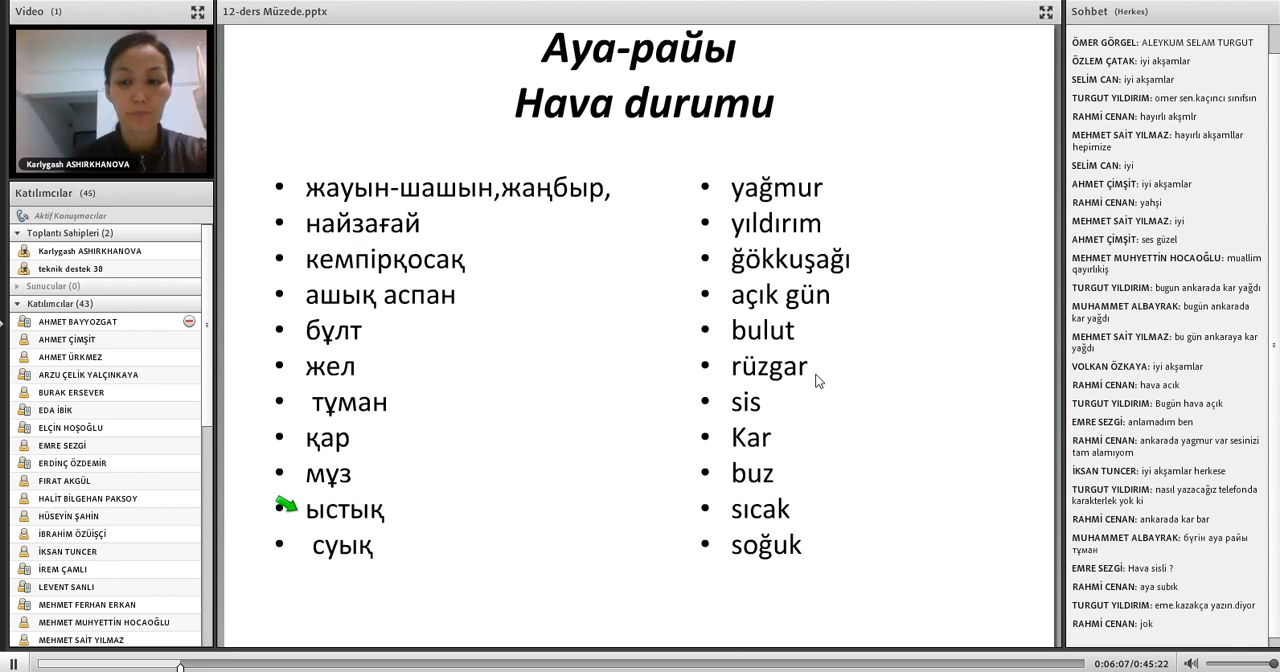 Video (1)
Karlygash ASHIRKHANOVA
Katılımcılar (45)
Aktif Konuşmacılar
Toplantı Sahipleri (2)
Karlygash ASHIRKHANOVA
teknik destek 38
Sunucular (0)
Katılımcılar (43)
AHMET BAYYOZGAT
AHMET ÇİMŞİT
AHMET ÜRKMEZ
ARZU ÇELİK YALÇINKAYA
BURAK ERSEVER
EDA İBİK
ELÇİN HOŞOĞLU
EMRE SEZGİ
ERDİNÇ ÖZDEMİR
FIRAT AKGÜL
HALİT BİLGEHAN PAKSOY
HÜSEYİN ŞAHİN
İBRAHİM ÖZÜİŞÇİ
İKSAN TUNCER
İREM ÇAMLI
LEVENT SANLI
MEHMET FERHAN ERKAN
MEHMET MUHYETTİN HOCAOĞLU
MEHMET SAİT YILMAZ
12-ders Müzede.pptx
Ауа-райы
Hava durumu
• жауын-шашын,жаңбыр,
• найзағай
• кемпірқосақ
• ашық аспан
• бұлт
• жел
• тұман
• қар
• мұз
• ыстық
• суық
• yağmur
• yıldırım
• ğökkuşağı
• açık gün
• bulut
• rüzgar
• sis
• Kar
• buz
• sıcak
• soğuk
Sohbet (Herkes)
ÖMER GÖRGEL: ALEYKUM SELAM TURGUT
ÖZLEM ÇATAK: iyi akşamlar
SELİM CAN: iyi akşamlar
TURGUT YILDIRIM: omer sen.kaçıncı sınıfsın
RAHMİ CENAN: hayırlı akşmlr
MEHMET SAİT YILMAZ: hayırlı akşamllar
hepimize
SELİM CAN: iyi
AHMET ÇİMŞİT: iyi akşamlar
RAHMİ CENAN: yahşi
MEHMET SAİT YILMAZ: iyi
AHMET ÇİMŞİT: ses güzel
MEHMET MUHYETTİN HOCAOĞLU: muallim
qayırlıkiş
TURGUT YILDIRIM: bugun ankarada kar yağdı
MUHAMMET ALBAYRAK: bügün ankarada
kar yağdı
MEHMET SAİT YILMAZ: bu gün ankaraya kar
yağdı
VOLKAN ÖZKAYA: iyi akşamlar
RAHMİ CENAN: hava acık
TURGUT YILDIRIM: Bugün hava açık
EMRE SEZGİ: anlamadım ben
RAHMİ CENAN: ankarada yagmur var sesinizi
tam alamıyom
İKSAN TUNCER: iyi akşamlar herkese
TURGUT YILDIRIM: nasıl yazacağız telefonda
karakterlek yok ki
RAHMİ CENAN: ankarada kar bar
MUHAMMET ALBAYRAK: бүгін ауа райы
тұман
EMRE SEZGİ: Hava sisli ?
RAHMİ CENAN: aya subık
TURGUT YILDIRIM: eme.kazakça yazın.diyor
RAHMİ CENAN: jok
0:06:07/0:45:22